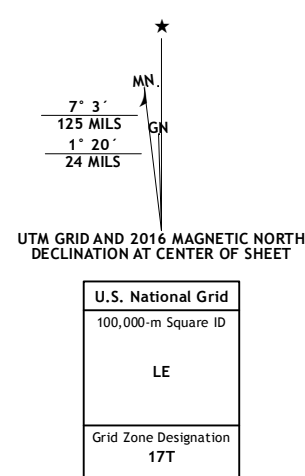 ★
MN
7° 3´
125 MILS
GN
1° 20´
24 MILS
UTM GRID AND 2016 MAGNETIC NORTH
DECLINATION AT CENTER OF SHEET
U.S. National Grid
100,000-m Square ID
LE
Grid Zone Designation
17T